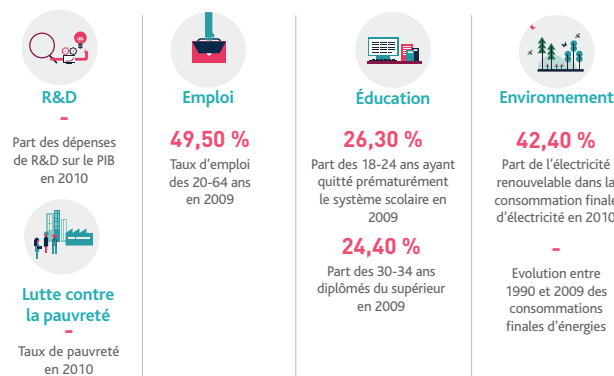 R&D
-
Part des dépenses
de R&D sur le PIB
en 2010
Lutte contre
la pauvreté
-
Taux de pauvreté
en 2010
Emploi
49,50 %
Taux d'emploi
des 20-64 ans
en 2009
Éducation
26,30 %
Part des 18-24 ans ayant
quitté prématurément
le système scolaire en
2009
24,40 %
Part des 30-34 ans
diplômés du supérieur
en 2009
Environnement
42,40 %
Part de l'électricité
renouvelable dans la
consommation finale
d'électricité en 2010
-
Evolution entre
1990 et 2009 des
consommations
finales d'énergies